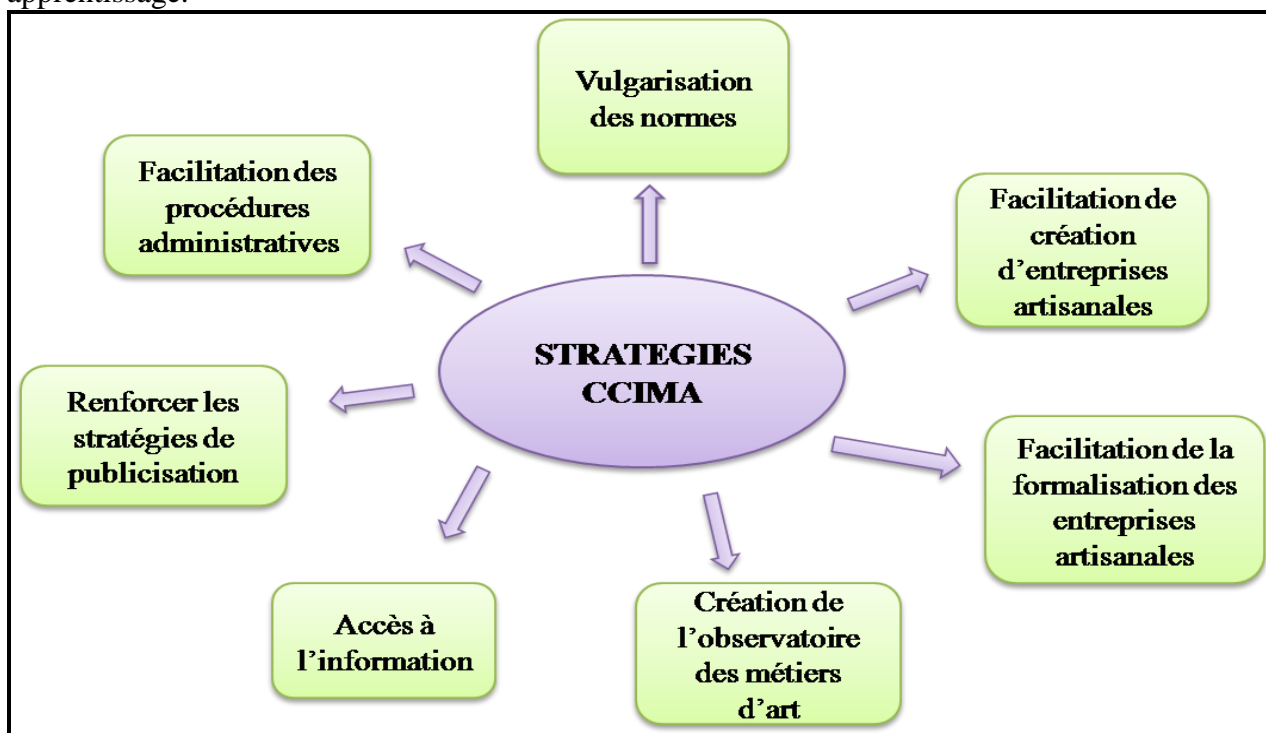 apprentissage.
Vulgarisation
des normes
Facilitation des
procédures
administratives
Facilitation de
création
d’entreprises
artisanales
STRATEGIES
CCIMA
Renforcer les
stratégies de
publicisation
Facilitation de la
formalisation des
entreprises
artisanales
Accès à
l’information
Création de
l’observatoire
des métiers
d’art